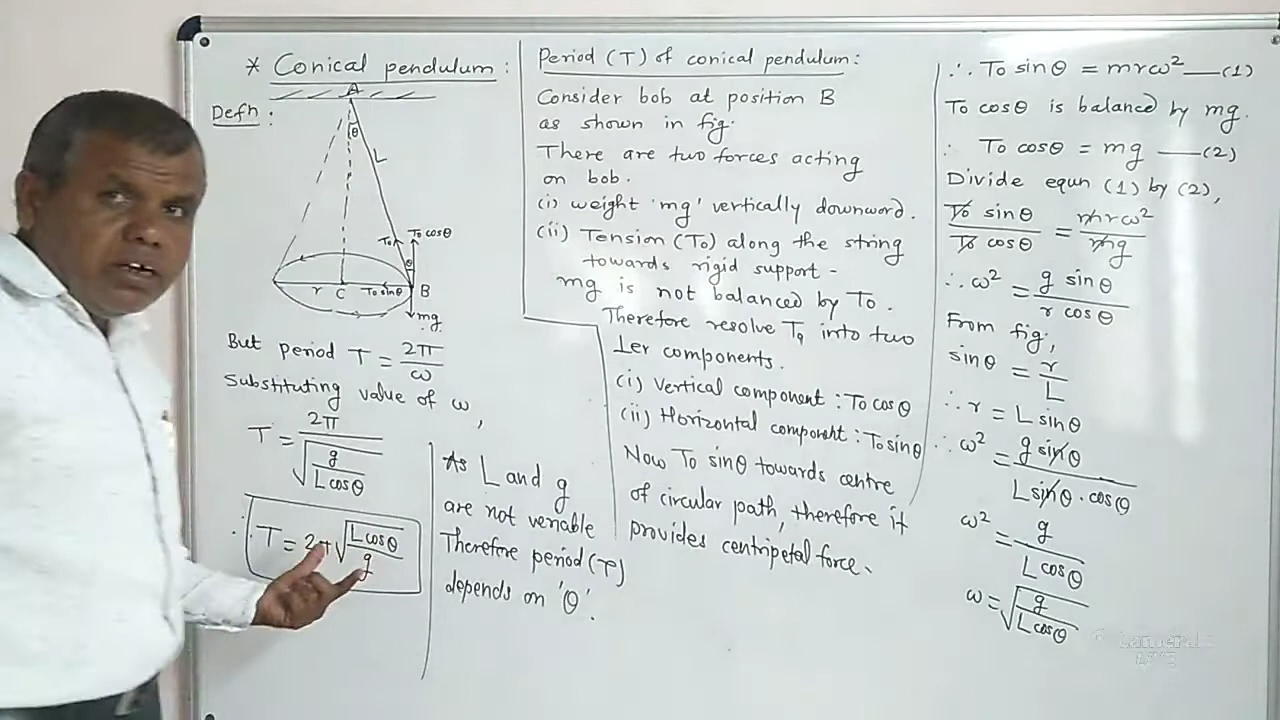 * Conical pendulum :
Defn :
A
θ
L
To cosθ
To
θ
r C To sinθ B
mg
But period T = 2π/ω
Substituting value of ω,
T = 2π/√(g/L cosθ)
∴ T = 2π√(L cosθ/g)
As L and g
are not veriable
Therefore period (T)
depends on 'θ'.
Period (T) of conical pendulum :
Consider bob at position B
as shown in fig.
There are two forces acting
on bob.
(i) weight 'mg' vertically downward.
(ii) Tension (To) along the string
towards rigid support -
mg is not balanced by To.
Therefore resolve To into two
Ler components.
(i) Vertical component : To cosθ
(ii) Horizontal component : To sinθ
Now To sinθ towards centre
of circular path, therefore it
provides centripetal force.
∴ To sinθ = mrω² —(1)
To cosθ is balanced by mg.
∴ To cosθ = mg —(2)
Divide equn (1) by (2),
To sinθ/To cosθ = mrω²/mg
∴ ω² = g sinθ/r cosθ
From fig,
sinθ = r/L
∴ r = L sinθ
∴ ω² = g sinθ/L sinθ · cosθ
ω² = g/L cosθ
ω = √(g/L cosθ)